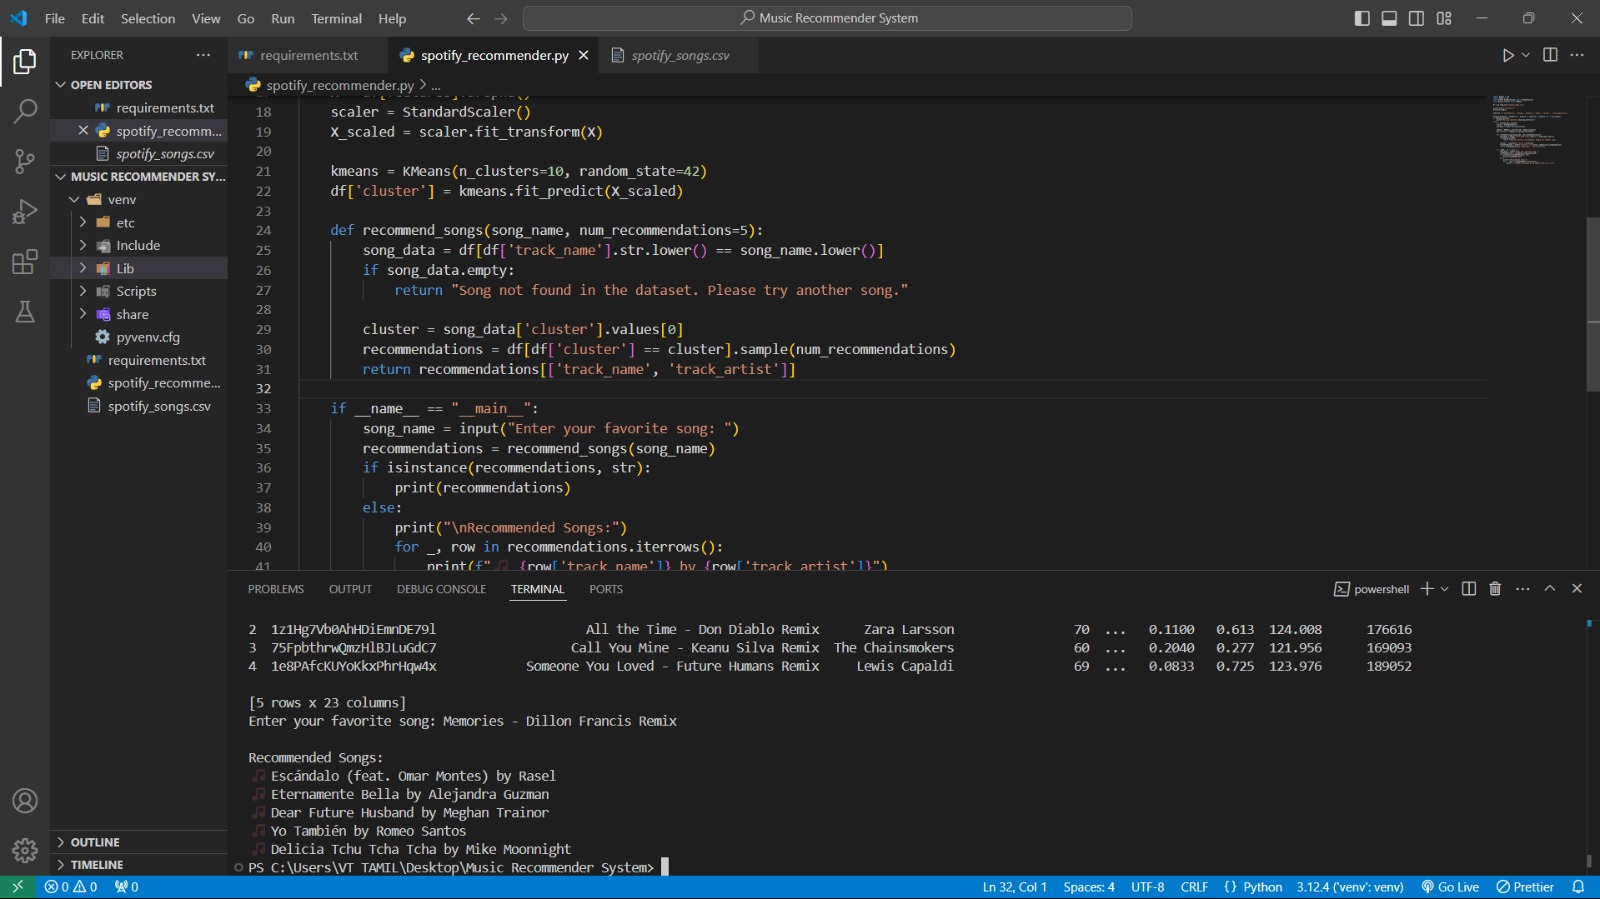 File Edit Selection View Go Run Terminal Help
Music Recommender System
EXPLORER
requirements.txt
spotify_recommender.py
spotify_songs.csv
OPEN EDITORS
requirements.txt
spotify_recomm...
spotify_songs.csv
MUSIC RECOMMENDER SY...
venv
etc
Include
Lib
Scripts
share
pyvenv.cfg
requirements.txt
spotify_recomme...
spotify_songs.csv
OUTLINE
TIMELINE
spotify_recommender.py > ...
18 scaler = StandardScaler()
19 X_scaled = scaler.fit_transform(X)
20
21 kmeans = KMeans(n_clusters=10, random_state=42)
22 df['cluster'] = kmeans.fit_predict(X_scaled)
23
24 def recommend_songs(song_name, num_recommendations=5):
25 song_data = df[df['track_name'].str.lower() == song_name.lower()]
26 if song_data.empty:
27 return "Song not found in the dataset. Please try another song."
28
29 cluster = song_data['cluster'].values[0]
30 recommendations = df[df['cluster'] == cluster].sample(num_recommendations)
31 return recommendations[['track_name', 'track_artist']]
32
33 if __name__ == "__main__":
34 song_name = input("Enter your favorite song: ")
35 recommendations = recommend_songs(song_name)
36 if isinstance(recommendations, str):
37 print(recommendations)
38 else:
39 print("\nRecommended Songs:")
40 for _, row in recommendations.iterrows():
41 print(f"🎵 {row['track_name']} by {row['track_artist']}")
PROBLEMS OUTPUT DEBUG CONSOLE TERMINAL PORTS
powershell
2 1z1Hg7Vb0AhHDiEmnDE79l All the Time - Don Diablo Remix Zara Larsson 70 ... 0.1100 0.613 124.008 176616
3 75FpbthrwQmzHlBJLuGdC7 Call You Mine - Keanu Silva Remix The Chainsmokers 60 ... 0.2040 0.277 121.956 169093
4 1e8PAfcKUYoKkxPhrHqw4x Someone You Loved - Future Humans Remix Lewis Capaldi 69 ... 0.0833 0.725 123.976 189052
[5 rows x 23 columns]
Enter your favorite song: Memories - Dillon Francis Remix
Recommended Songs:
🎵 Escándalo (feat. Omar Montes) by Rasel
🎵 Eternamente Bella by Alejandra Guzman
🎵 Dear Future Husband by Meghan Trainor
🎵 Yo También by Romeo Santos
🎵 Delicia Tchu Tcha Tcha by Mike Moonnight
PS C:\Users\VT TAMIL\Desktop\Music Recommender System>
0 0 0
Ln 32, Col 1 Spaces: 4 UTF-8 CRLF {} Python 3.12.4 ('venv': venv) Go Live Prettier